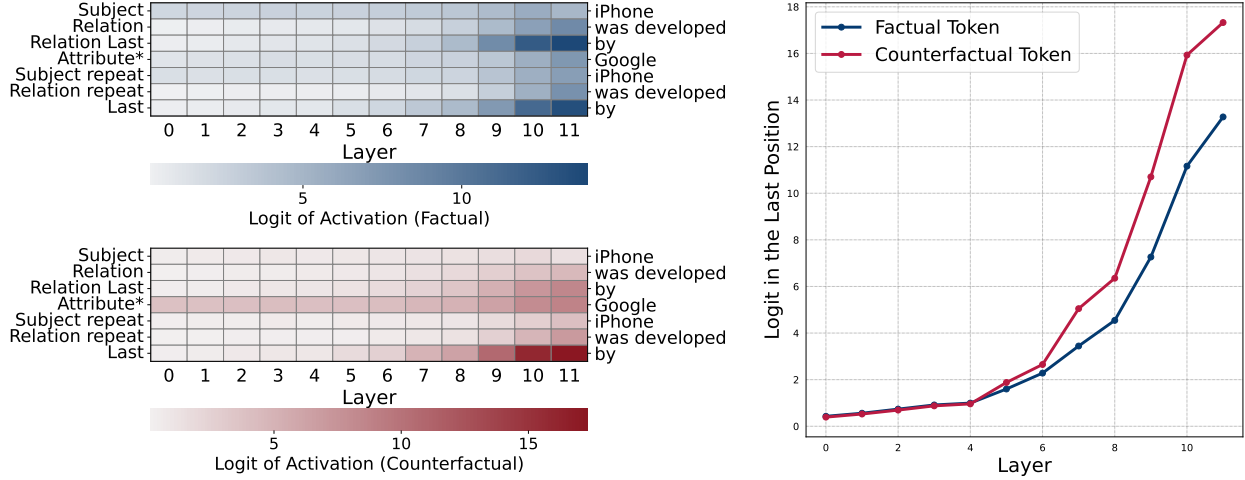 Subject iPhone
Relation was developed
Relation Last by
Attribute* Google
Subject repeat iPhone
Relation repeat was developed
Last by
0 1 2 3 4 5 6 7 8 9 10 11
Layer
5 10
Logit of Activation (Factual)
Subject iPhone
Relation was developed
Relation Last by
Attribute* Google
Subject repeat iPhone
Relation repeat was developed
Last by
0 1 2 3 4 5 6 7 8 9 10 11
Layer
5 10 15
Logit of Activation (Counterfactual)
Factual Token
Counterfactual Token
Logit in the Last Position
18
16
14
12
10
8
6
4
2
0
0 2 4 6 8 10
Layer